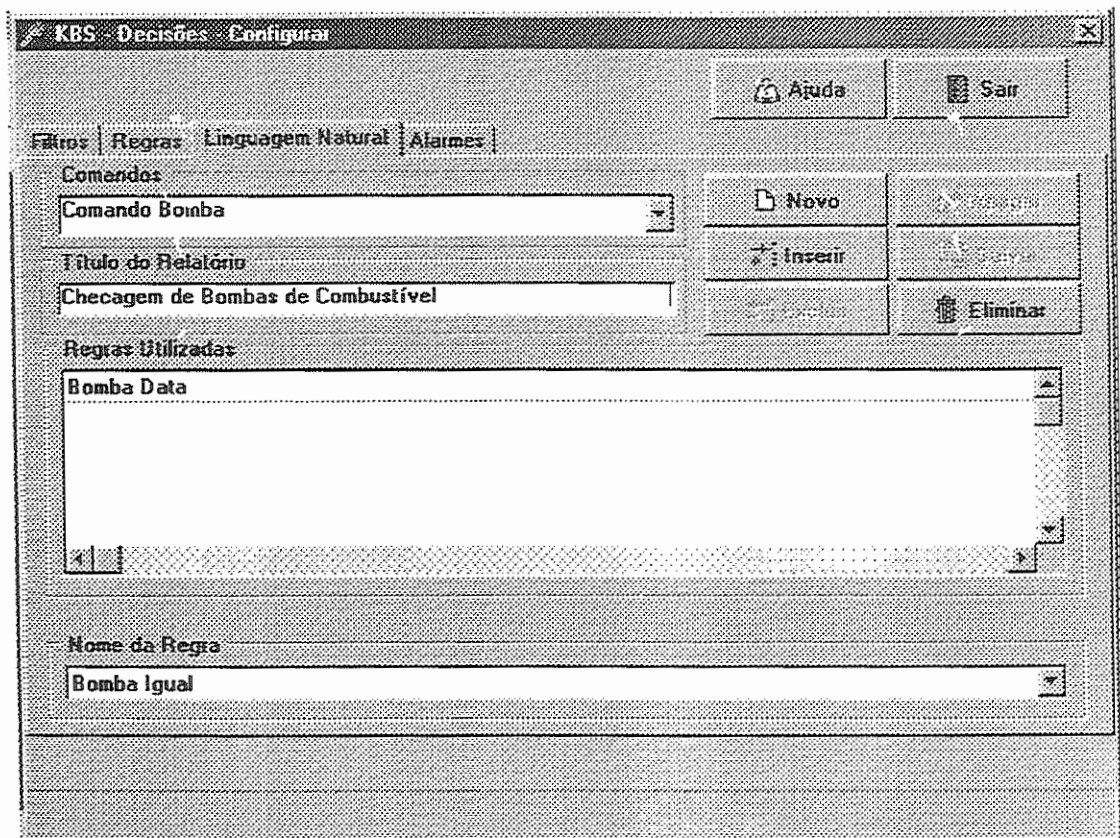 KBS - Decisões - Configurar
Ajuda
Sair
Filtros
Regras
Linguagem Natural
Alarmes
Comandos
Comando Bomba
Novo
Título do Relatório
Inserir
Checagem de Bombas de Combustível
Eliminar
Regras Utilizadas
Bomba Data
Nome da Regra
Bomba Igual